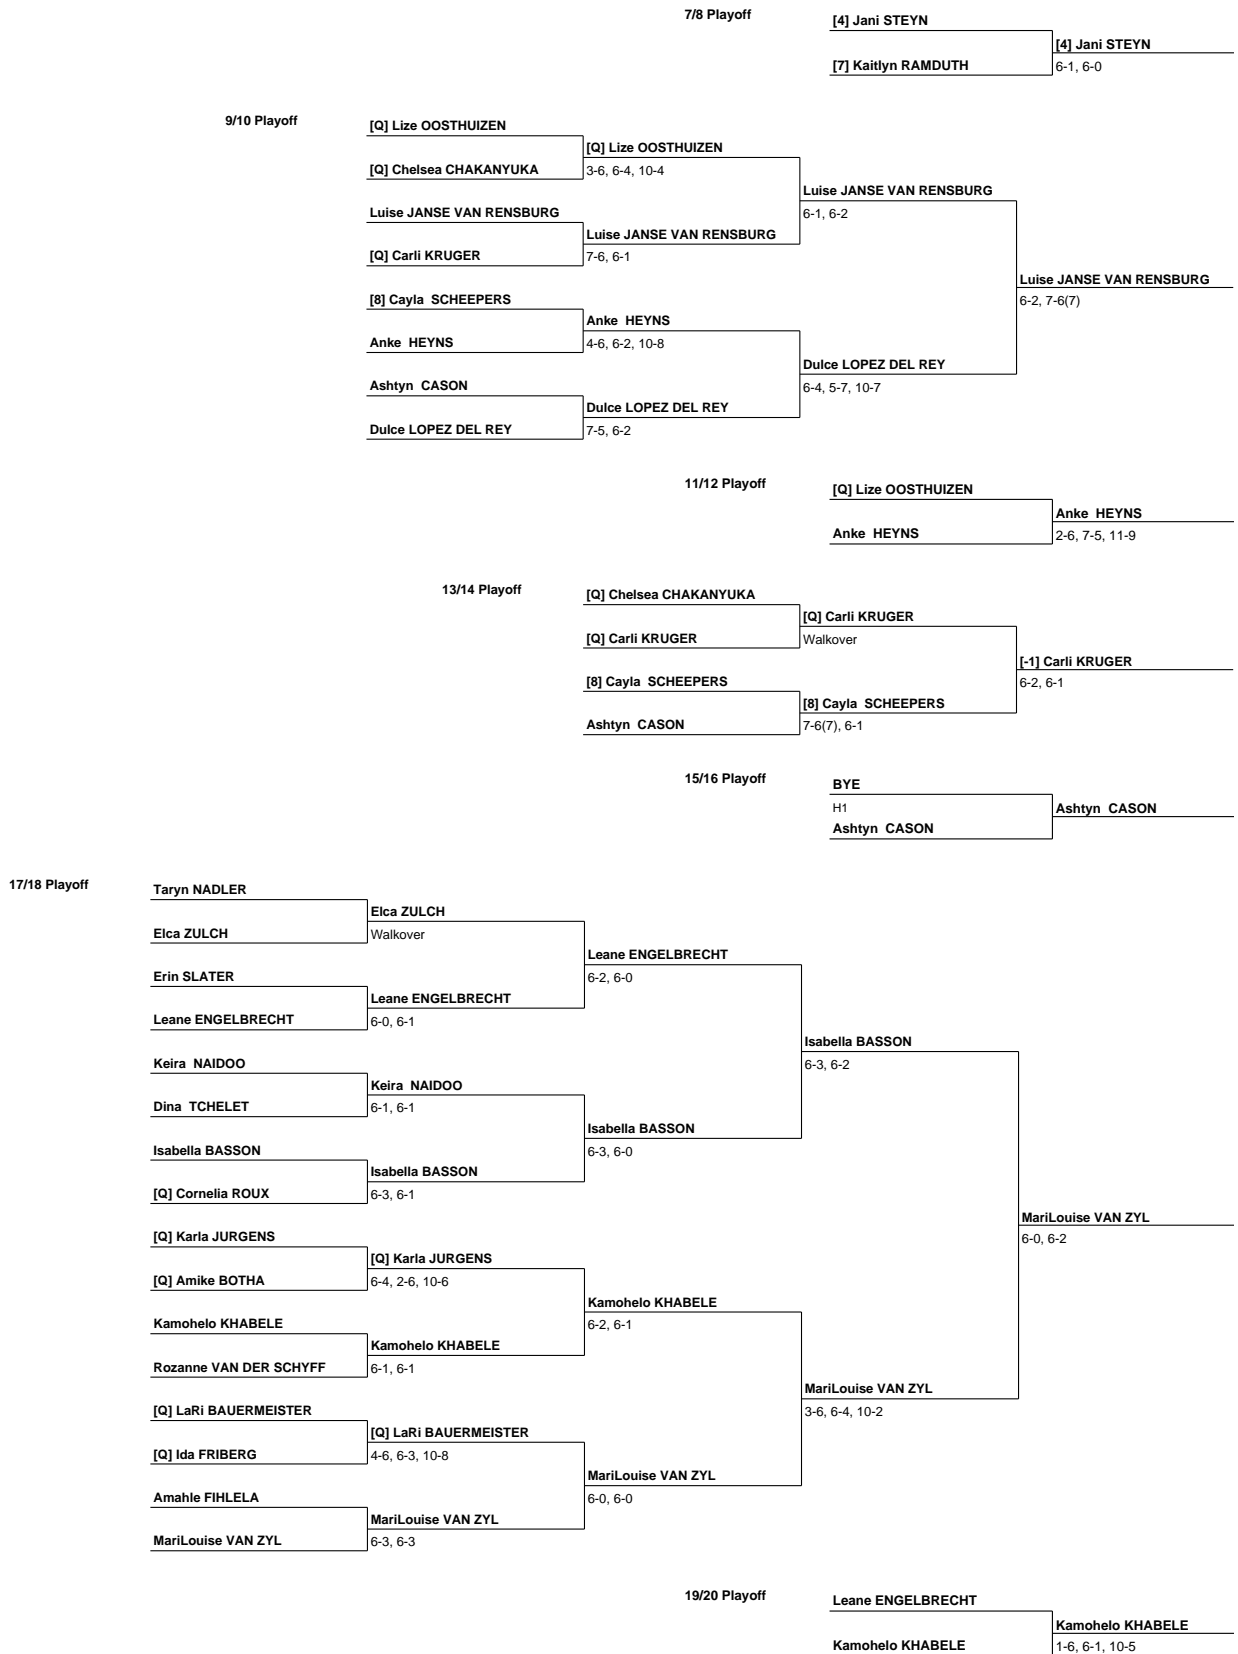 7/8 Playoff
[4] Jani STEYN
[4] Jani STEYN
[7] Kaitlyn RAMDUTH
6-1, 6-0
9/10 Playoff
[Q] Lize OOSTHUIZEN
[Q] Lize OOSTHUIZEN
[Q] Chelsea CHAKANYUKA
3-6, 6-4, 10-4
Luise JANSE VAN RENSBURG
Luise JANSE VAN RENSBURG
6-1, 6-2
Luise JANSE VAN RENSBURG
[Q] Carli KRUGER
7-6, 6-1
Luise JANSE VAN RENSBURG
6-2, 7-6(7)
[8] Cayla SCHEEPERS
Anke HEYNS
Anke HEYNS
4-6, 6-2, 10-8
Dulce LOPEZ DEL REY
6-4, 5-7, 10-7
Ashtyn CASON
Dulce LOPEZ DEL REY
Dulce LOPEZ DEL REY
7-5, 6-2
11/12 Playoff
[Q] Lize OOSTHUIZEN
Anke HEYNS
Anke HEYNS
2-6, 7-5, 11-9
13/14 Playoff
[Q] Chelsea CHAKANYUKA
[Q] Carli KRUGER
[Q] Carli KRUGER
Walkover
[-1] Carli KRUGER
6-2, 6-1
[8] Cayla SCHEEPERS
[8] Cayla SCHEEPERS
Ashtyn CASON
7-6(7), 6-1
15/16 Playoff
BYE
H1
Ashtyn CASON
Ashtyn CASON
17/18 Playoff
Taryn NADLER
Elca ZULCH
Elca ZULCH
Walkover
Leane ENGELBRECHT
6-2, 6-0
Erin SLATER
Leane ENGELBRECHT
Leane ENGELBRECHT
6-0, 6-1
Isabella BASSON
6-3, 6-2
Keira NAIDOO
Keira NAIDOO
Dina TCHELET
6-1, 6-1
Isabella BASSON
6-3, 6-0
Isabella BASSON
Isabella BASSON
[Q] Cornelia ROUX
6-3, 6-1
MariLouise VAN ZYL
6-0, 6-2
[Q] Karla JURGENS
[Q] Karla JURGENS
[Q] Amike BOTHA
6-4, 2-6, 10-6
Kamohelo KHABELE
6-2, 6-1
Kamohelo KHABELE
Kamohelo KHABELE
Rozanne VAN DER SCHYFF
6-1, 6-1
MariLouise VAN ZYL
3-6, 6-4, 10-2
[Q] LaRi BAUERMEISTER
[Q] LaRi BAUERMEISTER
[Q] Ida FRIBERG
4-6, 6-3, 10-8
MariLouise VAN ZYL
6-0, 6-0
Amahle FIHLELA
MariLouise VAN ZYL
MariLouise VAN ZYL
6-3, 6-3
19/20 Playoff
Leane ENGELBRECHT
Kamohelo KHABELE
Kamohelo KHABELE
1-6, 6-1, 10-5